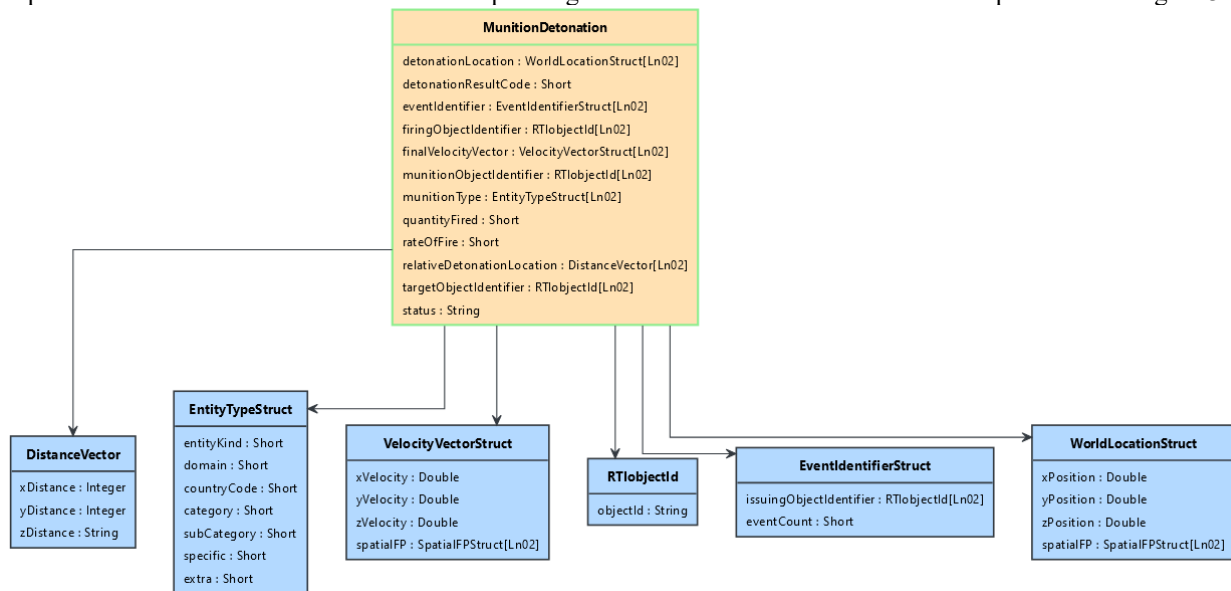 MunitionDetonation
detonationLocation : WorldLocationStruct[Ln02]
detonationResultCode : Short
eventIdentifier : EventIdentifierStruct[Ln02]
firingObjectIdentifier : RTIobjectId[Ln02]
finalVelocityVector : VelocityVectorStruct[Ln02]
munitionObjectIdentifier : RTIobjectId[Ln02]
munitionType : EntityTypeStruct[Ln02]
quantityFired : Short
rateOfFire : Short
relativeDetonationLocation : DistanceVector[Ln02]
targetObjectIdentifier : RTIobjectId[Ln02]
status : String
DistanceVector
xDistance : Integer
yDistance : Integer
zDistance : String
EntityTypeStruct
entityKind : Short
domain : Short
countryCode : Short
category : Short
subCategory : Short
specific : Short
extra : Short
VelocityVectorStruct
xVelocity : Double
yVelocity : Double
zVelocity : Double
spatialFP : SpatialFPStruct[Ln02]
RTIobjectId
objectId : String
EventIdentifierStruct
issuingObjectIdentifier : RTIobjectId[Ln02]
eventCount : Short
WorldLocationStruct
xPosition : Double
yPosition : Double
zPosition : Double
spatialFP : SpatialFPStruct[Ln02]